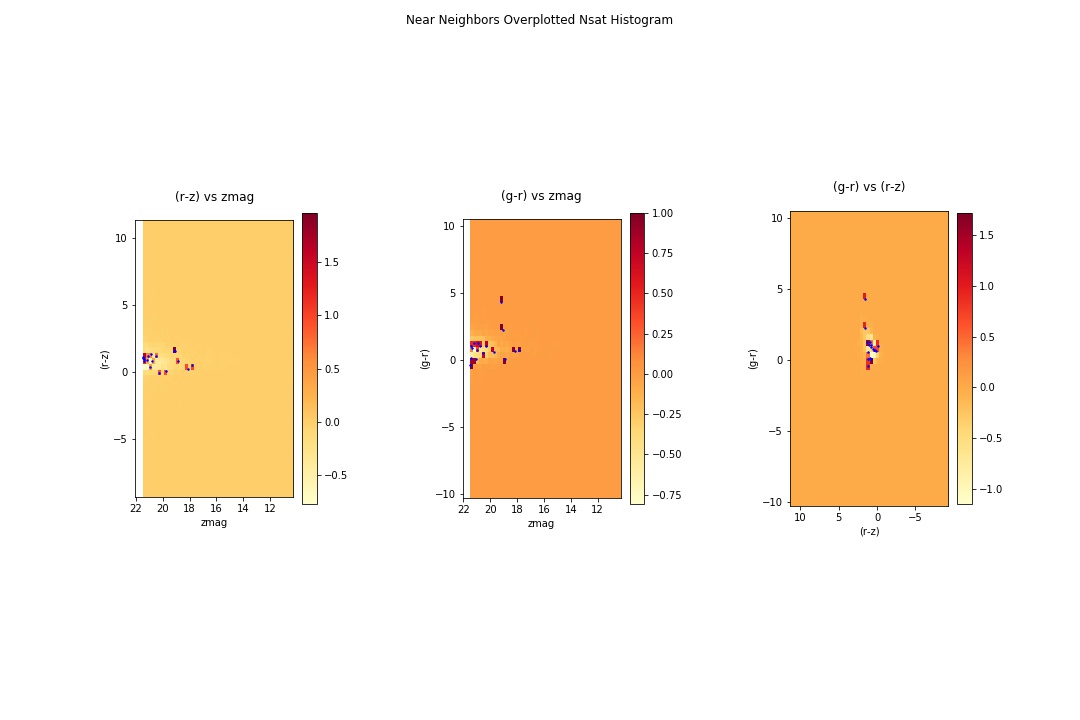 Near Neighbors Overplotted Nsat Histogram
(r-z) vs zmag
10
5
0
−5
(r-z)
22 20 18 16 14 12
zmag
1.5
1.0
0.5
0.0
−0.5
(g-r) vs zmag
10
5
0
−5
−10
(g-r)
22 20 18 16 14 12
zmag
1.00
0.75
0.50
0.25
0.00
−0.25
−0.50
−0.75
(g-r) vs (r-z)
10
5
0
−5
−10
(g-r)
10 5 0 −5
(r-z)
1.5
1.0
0.5
0.0
−0.5
−1.0